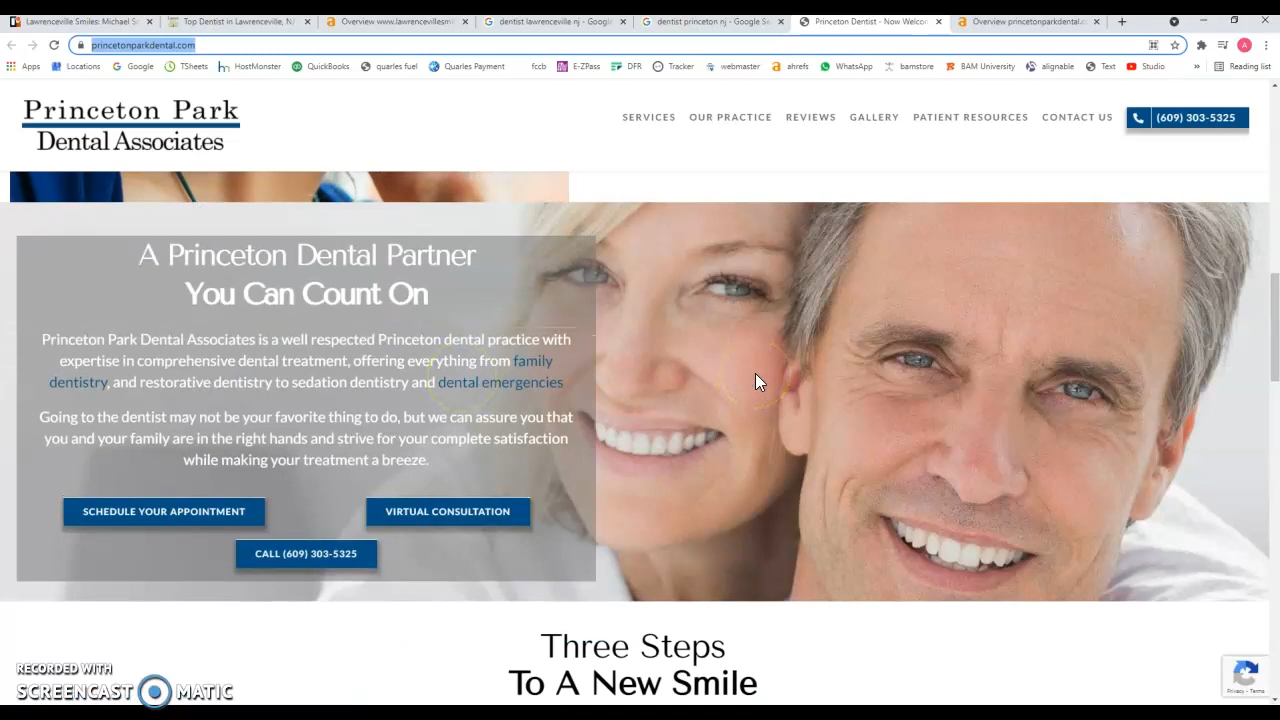 Lawrenceville Smiles: Michael S
Top Dentist in Lawrenceville, N
Overview www.lawrencevillesmil
dentist lawrenceville nj - Google
dentist princeton nj - Google Se
Princeton Dentist - Now Welcom
Overview princetonparkdental.c
princetonparkdental.com
A
Apps
Locations
Google
TSheets
HostMonster
QuickBooks
quarles fuel
Quarles Payment
fccb
E-ZPass
DFR
Tracker
webmaster
ahrefs
WhatsApp
bamstore
BAM University
alignable
Text
Studio
»
Reading list
Princeton Park
Dental Associates
SERVICES
OUR PRACTICE
REVIEWS
GALLERY
PATIENT RESOURCES
CONTACT US
(609) 303-5325
A Princeton Dental Partner
You Can Count On
Princeton Park Dental Associates is a well respected Princeton dental practice with
expertise in comprehensive dental treatment, offering everything from family
dentistry, and restorative dentistry to sedation dentistry and dental emergencies
Going to the dentist may not be your favorite thing to do, but we can assure you that
you and your family are in the right hands and strive for your complete satisfaction
while making your treatment a breeze.
SCHEDULE YOUR APPOINTMENT
VIRTUAL CONSULTATION
CALL (609) 303-5325
Three Steps
To A New Smile
RECORDED WITH
SCREENCAST MATIC
Privacy - Terms